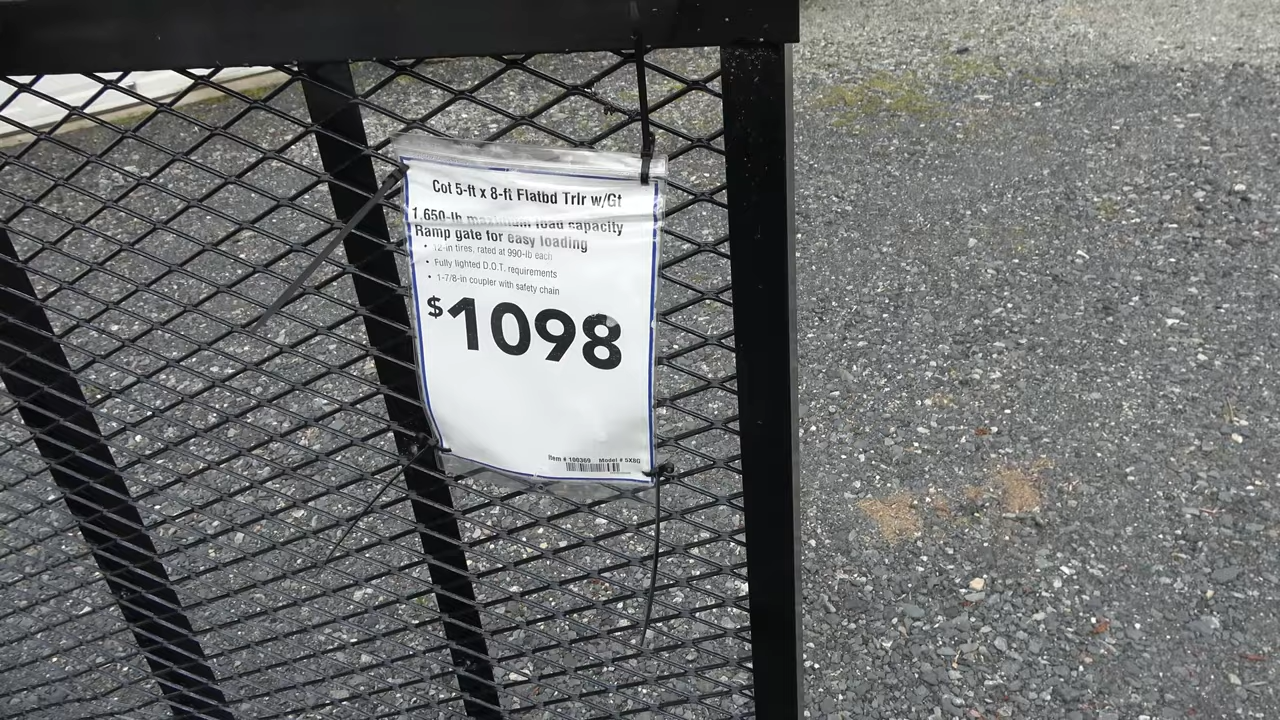 Cot 5-ft x 8-ft Flatbd Trlr w/Gt
1,650-lb maximum load capacity
Ramp gate for easy loading
• 12-in tires, rated at 990-lb each
• Fully lighted D.O.T. requirements
• 1-7/8-in coupler with safety chain
$1098
Item # 100369 Model # 5X8G